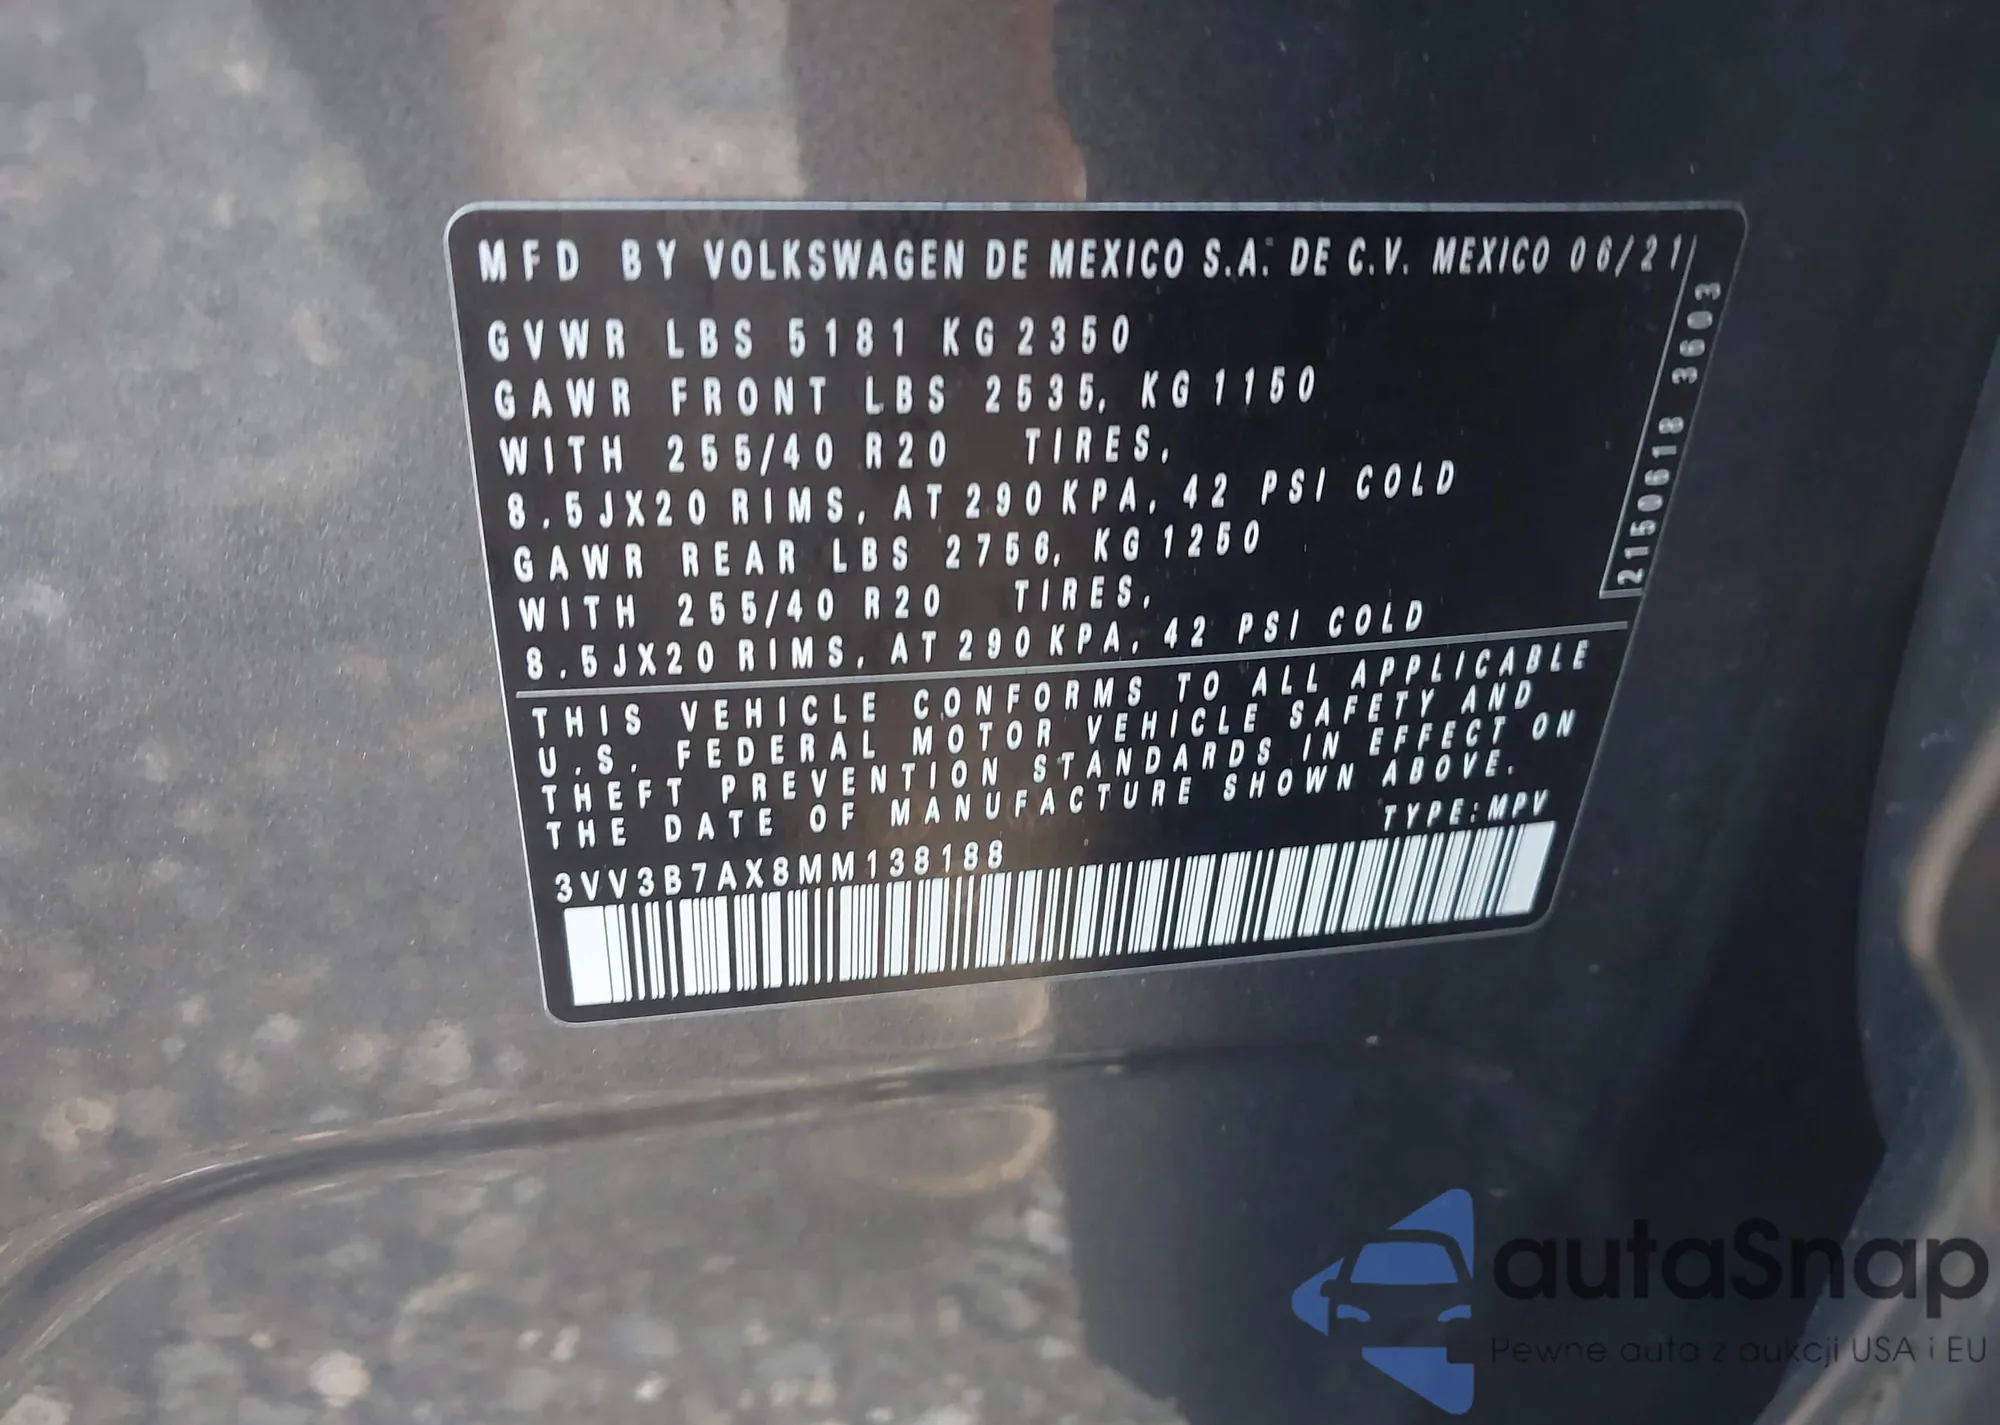 MFD BY VOLKSWAGEN DE MEXICO S.A. DE C.V. MEXICO 06/21
GVWR LBS 5181 KG 2350
GAWR FRONT LBS 2535, KG 1150
WITH 255/40 R20 TIRES,
8.5JX20 RIMS, AT 290 KPA, 42 PSI COLD
GAWR REAR LBS 2756, KG 1250
WITH 255/40 R20 TIRES,
8.5JX20 RIMS, AT 290 KPA, 42 PSI COLD
2150618 3603
THIS VEHICLE CONFORMS TO ALL APPLICABLE
U.S. FEDERAL MOTOR VEHICLE SAFETY AND
THEFT PREVENTION STANDARDS IN EFFECT ON
THE DATE OF MANUFACTURE SHOWN ABOVE.
TYPE: MPV
3VV3B7AX8MM138188
autaSnap
Pewne auta z aukcji USA i EU